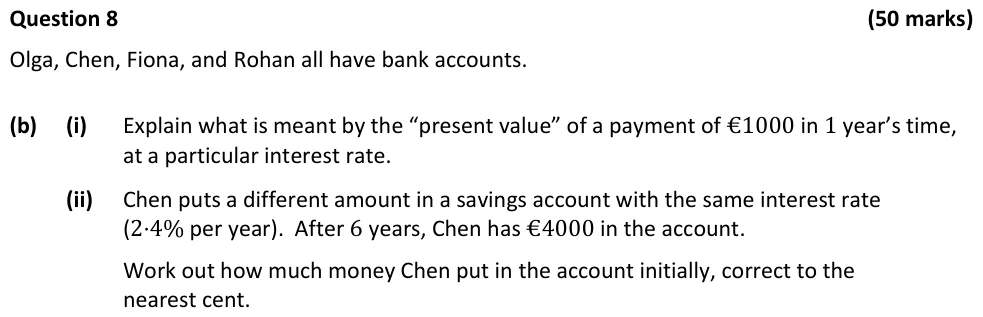 Question 8 (50 marks)
Olga, Chen, Fiona, and Rohan all have bank accounts.
(b) (i) Explain what is meant by the “present value” of a payment of €1000 in 1 year’s time,
at a particular interest rate.
(ii) Chen puts a different amount in a savings account with the same interest rate
(2·4% per year). After 6 years, Chen has €4000 in the account.
Work out how much money Chen put in the account initially, correct to the
nearest cent.